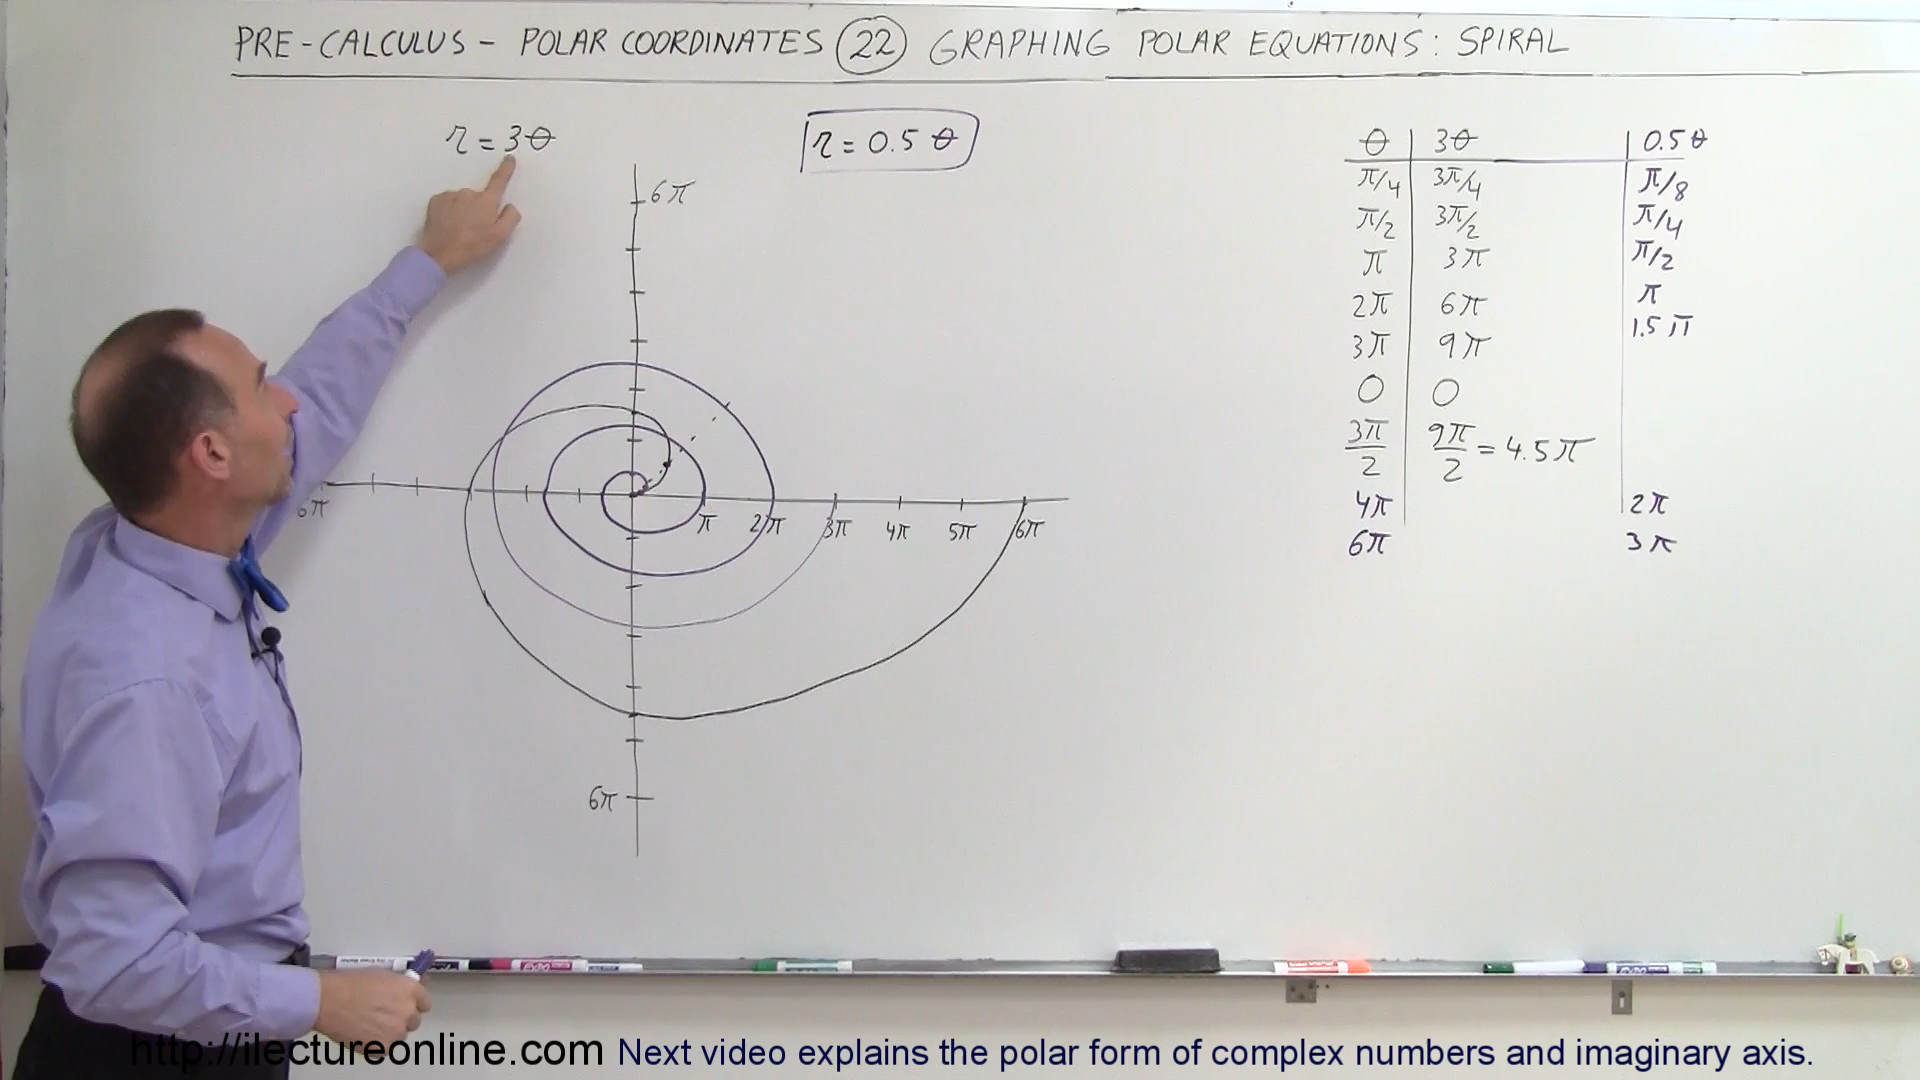 PRE-CALCULUS - POLAR COORDINATES 22 GRAPHING POLAR EQUATIONS: SPIRAL
r = 3θ
r = 0.5 θ
θ 3θ 0.5 θ
π/4 3π/4 π/8
π/2 3π/2 π/4
π 3π π/2
2π 6π π
3π 9π 1.5 π
0 0
3π/2 9π/2 = 4.5π
4π 2π
6π 3π
6π
6π π 2π 3π 4π 5π 6π
6π
http://ilectureonline.com Next video explains the polar form of complex numbers and imaginary axis.